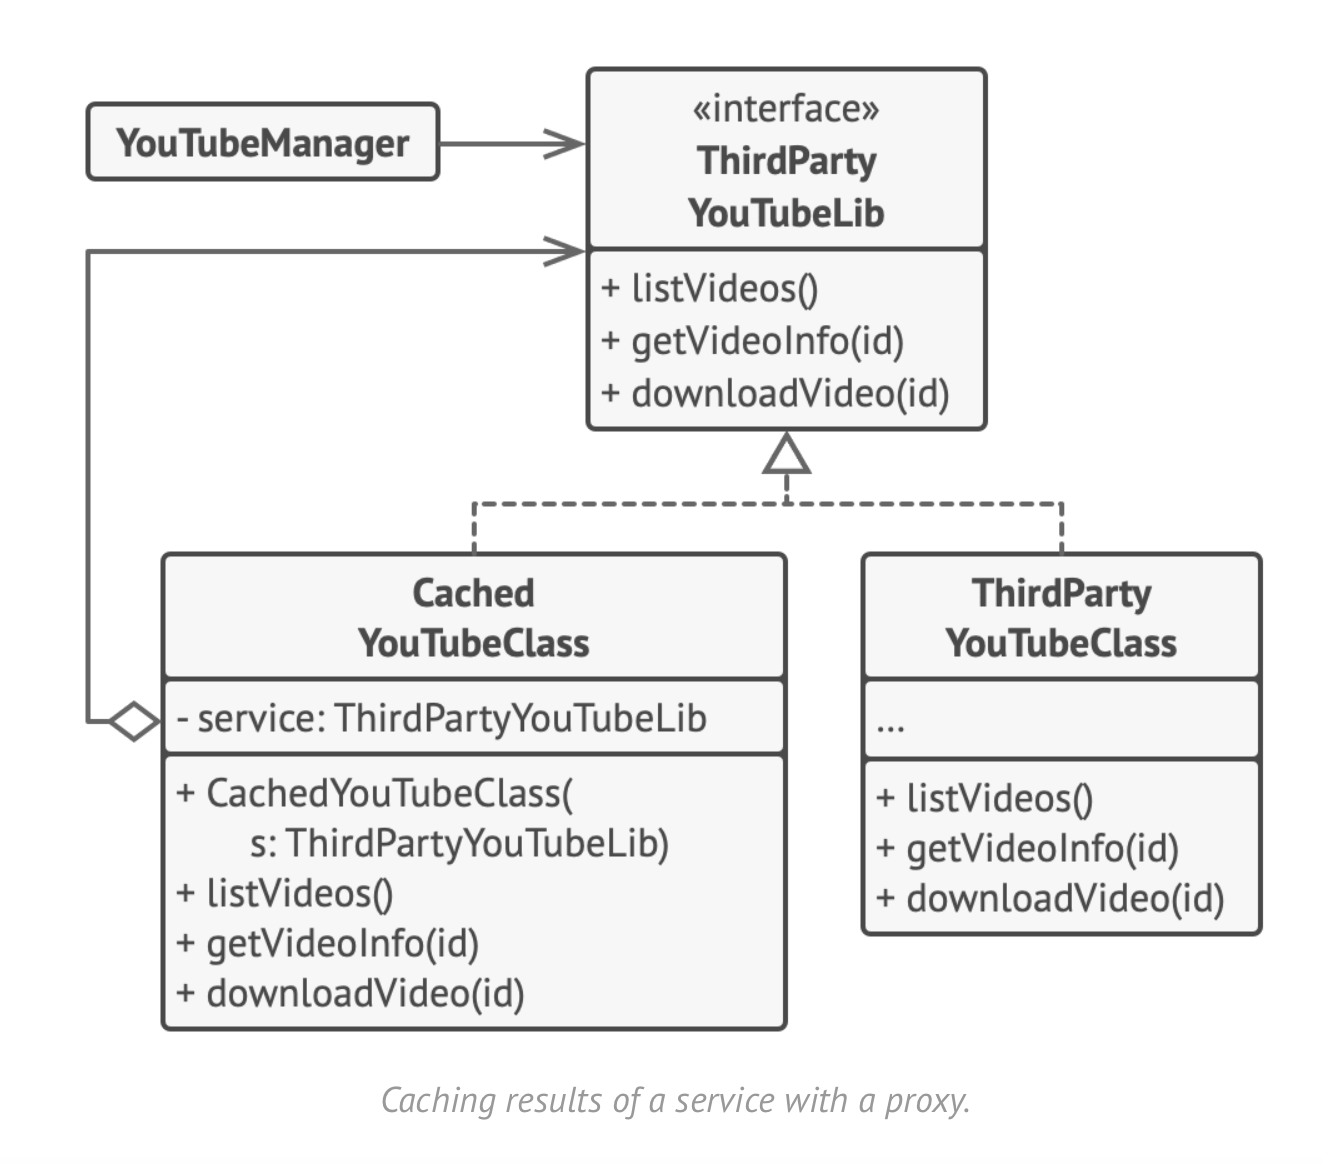 YouTubeManager
«interface»
ThirdParty
YouTubeLib
+ listVideos()
+ getVideoInfo(id)
+ downloadVideo(id)
Cached
YouTubeClass
- service: ThirdPartyYouTubeLib
+ CachedYouTubeClass(
s: ThirdPartyYouTubeLib)
+ listVideos()
+ getVideoInfo(id)
+ downloadVideo(id)
ThirdParty
YouTubeClass
...
+ listVideos()
+ getVideoInfo(id)
+ downloadVideo(id)
Caching results of a service with a proxy.